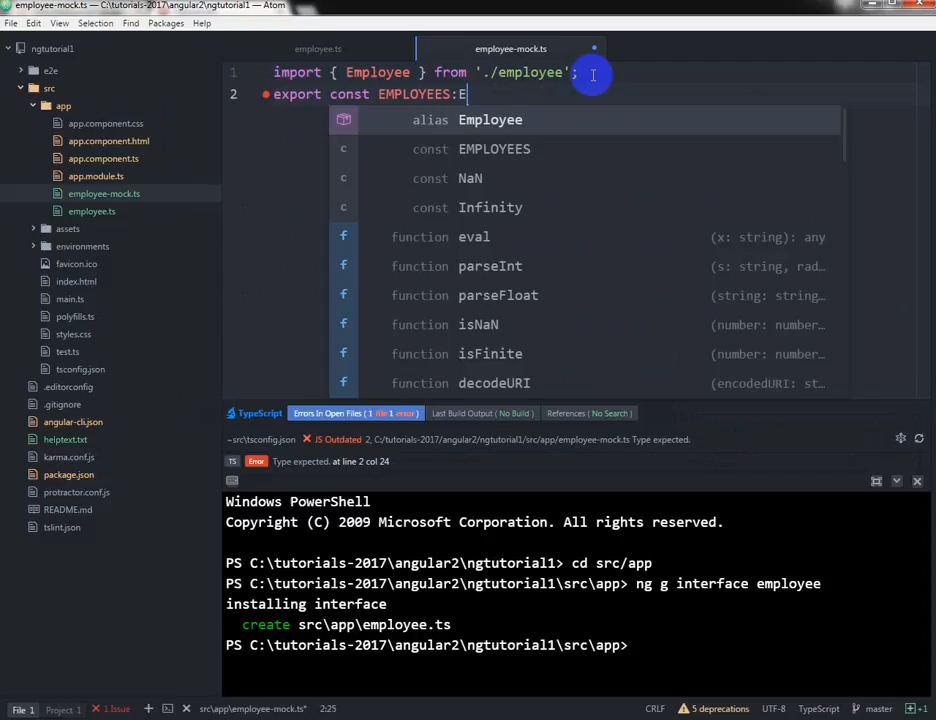 employee-mock.ts — C:\tutorials-2017\angular2\ngtutorial1 — Atom
File Edit View Selection Find Packages Help
ngtutorial1
employee.ts
employee-mock.ts
e2e
src
app
app.component.css
app.component.html
app.component.ts
app.module.ts
employee-mock.ts
employee.ts
assets
environments
favicon.ico
index.html
main.ts
polyfills.ts
styles.css
test.ts
tsconfig.json
.editorconfig
.gitignore
angular-cli.json
helptext.txt
karma.conf.js
package.json
protractor.conf.js
README.md
tslint.json
1 import { Employee } from './employee';
2 export const EMPLOYEES:E
alias Employee
c const EMPLOYEES
c const NaN
c const Infinity
f function eval (x: string): any
f function parseInt (s: string, rad…
f function parseFloat (string: string…
f function isNaN (number: number…
f function isFinite (number: number…
f function decodeURI (encodedURI: st…
TypeScript Errors In Open Files ( 1 file 1 error ) Last Build Output ( No Build ) References ( No Search )
~src\tsconfig.json JS Outdated 2, C:/tutorials-2017/angular2/ngtutorial1/src/app/employee-mock.ts Type expected.
TS Error Type expected. at line 2 col 24
Windows PowerShell
Copyright (C) 2009 Microsoft Corporation. All rights reserved.
PS C:\tutorials-2017\angular2\ngtutorial1> cd src/app
PS C:\tutorials-2017\angular2\ngtutorial1\src\app> ng g interface employee
installing interface
create src\app\employee.ts
PS C:\tutorials-2017\angular2\ngtutorial1\src\app>
File 1 Project 1 1 Issue src\app\employee-mock.ts* 2:25 CRLF 5 deprecations UTF-8 TypeScript master +1